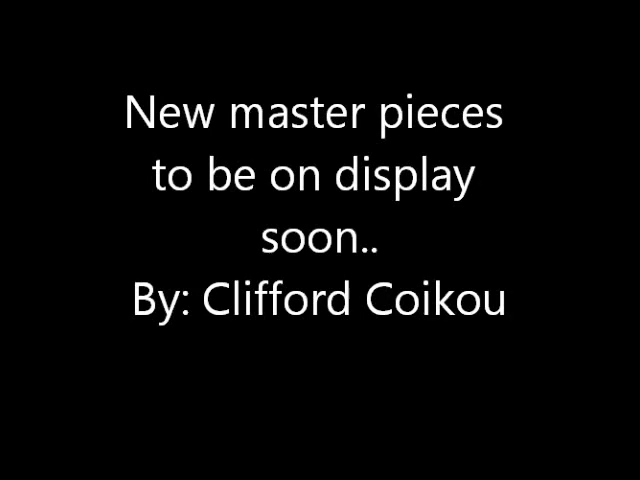 New master pieces
to be on display
soon..
By: Clifford Coikou